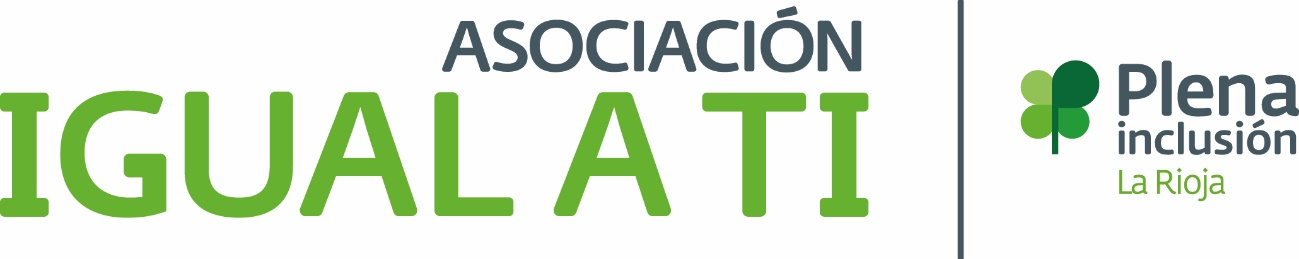 ASOCIACIÓN
IGUAL A TI
Plena
inclusión
La Rioja